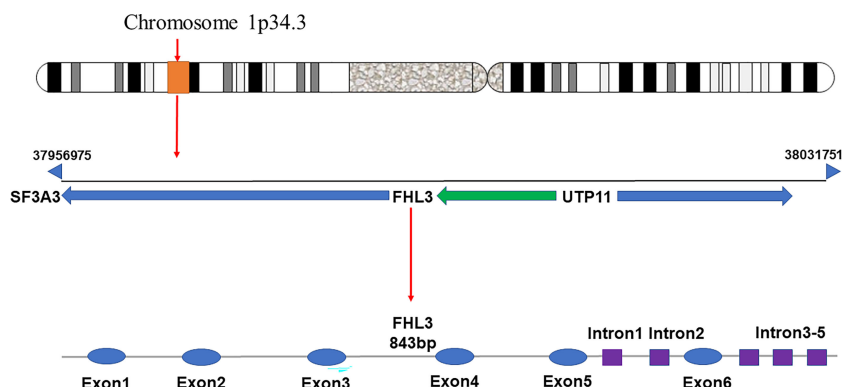 Chromosome 1p34.3
37956975
38031751
SF3A3
FHL3
UTP11
FHL3
843bp
Intron1
Intron2
Intron3-5
Exon1
Exon2
Exon3
Exon4
Exon5
Exon6